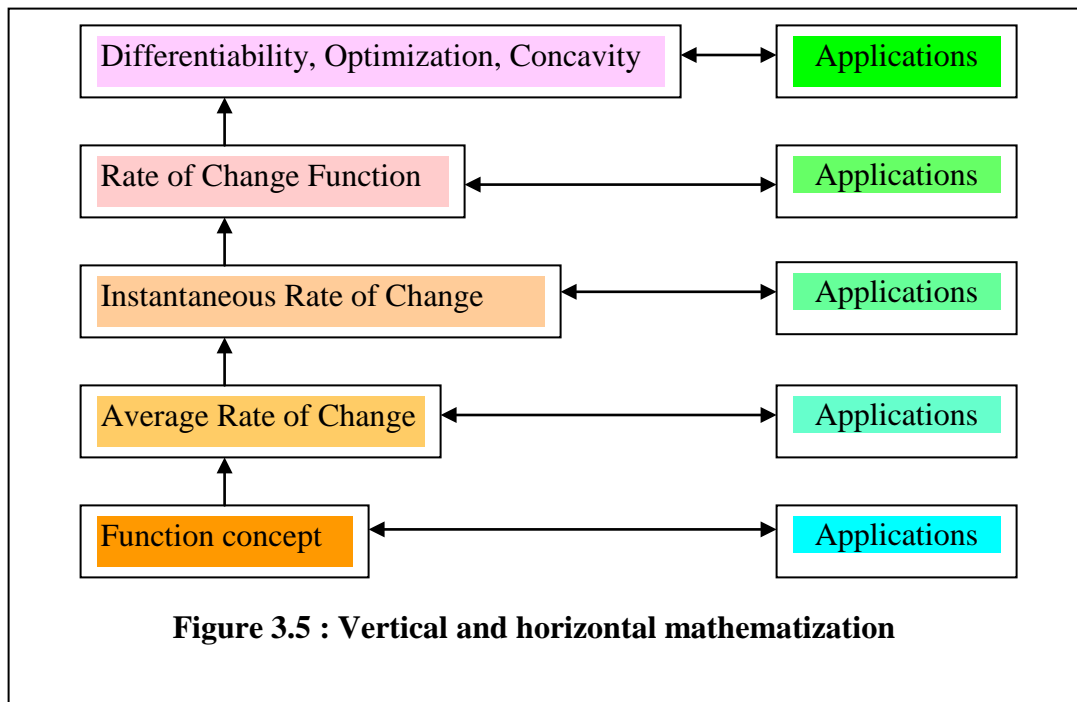 Differentiability, Optimization, Concavity
Applications
Rate of Change Function
Applications
Instantaneous Rate of Change
Applications
Average Rate of Change
Applications
Function concept
Applications
Figure 3.5 : Vertical and horizontal mathematization